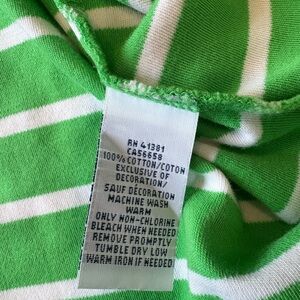 RN 41381
CA56658
100% COTTON/COTON
EXCLUSIVE OF
DECORATION/
SAUF DÉCORATION
MACHINE WASH
WARM
ONLY NON-CHLORINE
BLEACH WHEN NEEDED
REMOVE PROMPTLY
TUMBLE DRY LOW
WARM IRON IF NEEDED